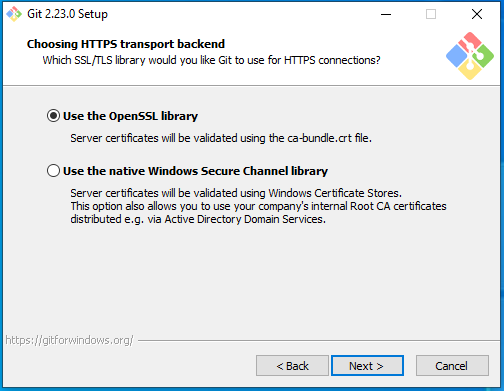 Git 2.23.0 Setup
Choosing HTTPS transport backend
Which SSL/TLS library would you like Git to use for HTTPS connections?
Use the OpenSSL library
Server certificates will be validated using the ca-bundle.crt file.
Use the native Windows Secure Channel library
Server certificates will be validated using Windows Certificate Stores.
This option also allows you to use your company's internal Root CA certificates
distributed e.g. via Active Directory Domain Services.
https://gitforwindows.org/
< Back
Next >
Cancel